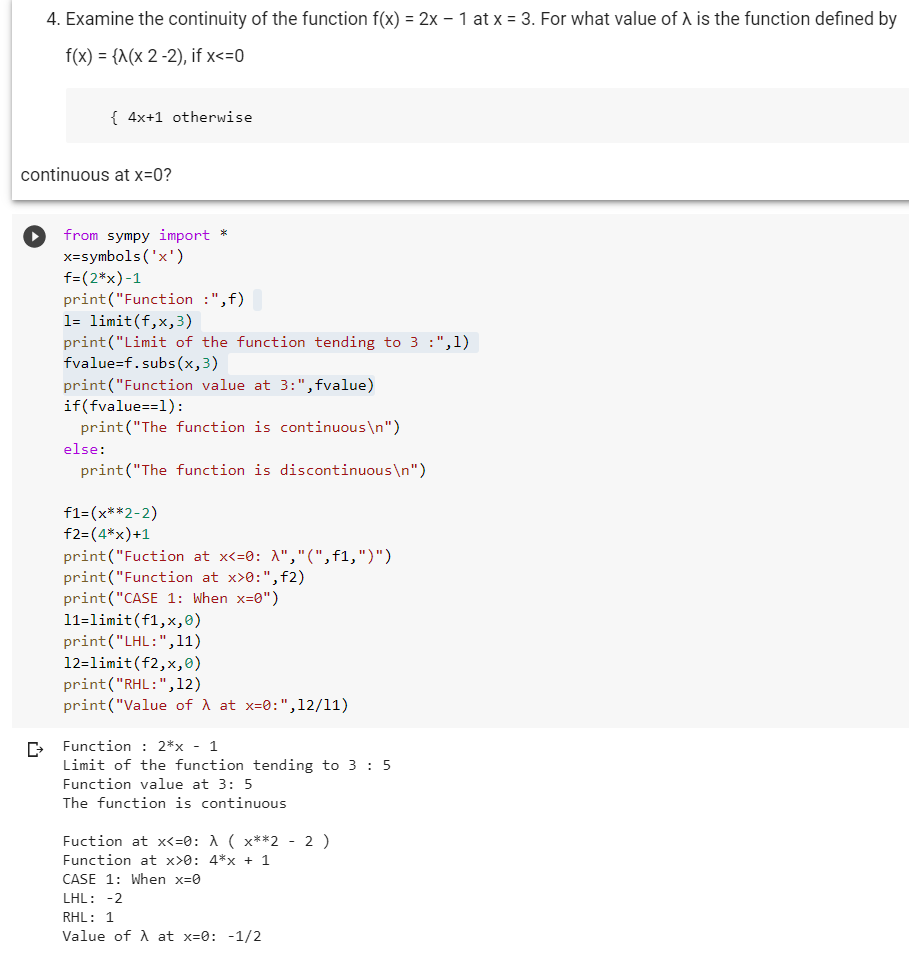 4. Examine the continuity of the function f(x) = 2x – 1 at x = 3. For what value of λ is the function defined by
f(x) = {λ(x 2 -2), if x<=0
{ 4x+1 otherwise
continuous at x=0?
from sympy import *
x=symbols('x')
f=(2*x)-1
print("Function :",f)
l= limit(f,x,3)
print("Limit of the function tending to 3 :",l)
fvalue=f.subs(x,3)
print("Function value at 3:",fvalue)
if(fvalue==l):
  print("The function is continuous\n")
else:
  print("The function is discontinuous\n")
f1=(x**2-2)
f2=(4*x)+1
print("Fuction at x<=0: λ","(",f1,")")
print("Function at x>0:",f2)
print("CASE 1: When x=0")
l1=limit(f1,x,0)
print("LHL:",l1)
l2=limit(f2,x,0)
print("RHL:",l2)
print("Value of λ at x=0:",l2/l1)
Function : 2*x - 1
Limit of the function tending to 3 : 5
Function value at 3: 5
The function is continuous
Fuction at x<=0: λ ( x**2 - 2 )
Function at x>0: 4*x + 1
CASE 1: When x=0
LHL: -2
RHL: 1
Value of λ at x=0: -1/2